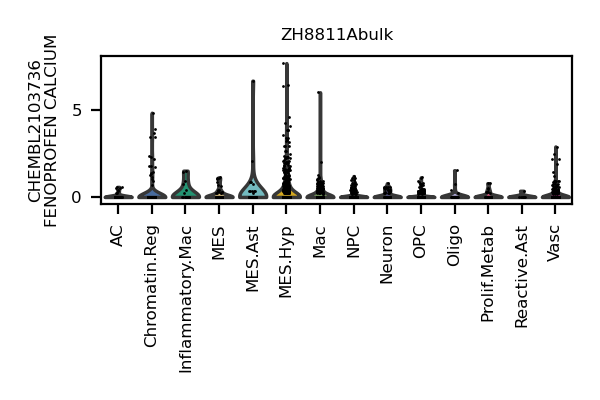 ZH8811Abulk
CHEMBL2103736
FENOPROFEN CALCIUM
5
0
AC
Chromatin.Reg
Inflammatory.Mac
MES
MES.Ast
MES.Hyp
Mac
NPC
Neuron
OPC
Oligo
Prolif.Metab
Reactive.Ast
Vasc